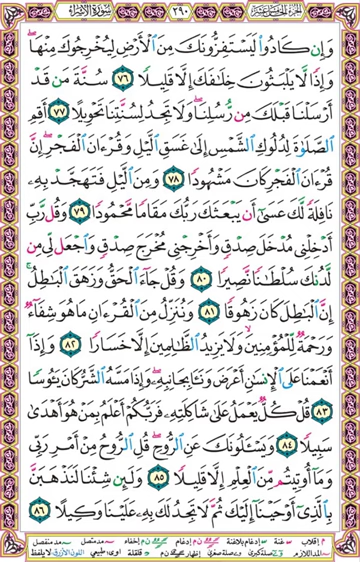 سُورَةُ الْإِسْرَاء ٢٩٠ الجزء الخامس عشر
وَإِن كَادُواْ لَيَسْتَفِزُّونَكَ مِنَ ٱلْأَرْضِ لِيُخْرِجُوكَ مِنْهَا
وَإِذًا لَّا يَلْبَثُونَ خِلَٰفَكَ إِلَّا قَلِيلًا ٧٦ سُنَّةَ مَن قَدْ
أَرْسَلْنَا قَبْلَكَ مِن رُّسُلِنَا وَلَا تَجِدُ لِسُنَّتِنَا تَحْوِيلًا ٧٧ أَقِمِ
ٱلصَّلَوٰةَ لِدُلُوكِ ٱلشَّمْسِ إِلَىٰ غَسَقِ ٱلَّيْلِ وَقُرْءَانَ ٱلْفَجْرِ إِنَّ
قُرْءَانَ ٱلْفَجْرِ كَانَ مَشْهُودًا ٧٨ وَمِنَ ٱلَّيْلِ فَتَهَجَّدْ بِهِۦ
نَافِلَةً لَّكَ عَسَىٰٓ أَن يَبْعَثَكَ رَبُّكَ مَقَامًا مَّحْمُودًا ٧٩ وَقُل رَّبِّ
أَدْخِلْنِى مُدْخَلَ صِدْقٍ وَأَخْرِجْنِى مُخْرَجَ صِدْقٍ وَٱجْعَل لِّى مِن
لَّدُنكَ سُلْطَٰنًا نَّصِيرًا ٨٠ وَقُلْ جَآءَ ٱلْحَقُّ وَزَهَقَ ٱلْبَٰطِلُ
إِنَّ ٱلْبَٰطِلَ كَانَ زَهُوقًا ٨١ وَنُنَزِّلُ مِنَ ٱلْقُرْءَانِ مَا هُوَ شِفَآءٌ
وَرَحْمَةٌ لِّلْمُؤْمِنِينَ وَلَا يَزِيدُ ٱلظَّٰلِمِينَ إِلَّا خَسَارًا ٨٢ وَإِذَآ
أَنْعَمْنَا عَلَى ٱلْإِنسَٰنِ أَعْرَضَ وَنَـَٔا بِجَانِبِهِۦ وَإِذَا مَسَّهُ ٱلشَّرُّ كَانَ يَـُٔوسًا
٨٣ قُلْ كُلٌّ يَعْمَلُ عَلَىٰ شَاكِلَتِهِۦ فَرَبُّكُمْ أَعْلَمُ بِمَنْ هُوَ أَهْدَىٰ
سَبِيلًا ٨٤ وَيَسْـَٔلُونَكَ عَنِ ٱلرُّوحِ قُلِ ٱلرُّوحُ مِنْ أَمْرِ رَبِّى
وَمَآ أُوتِيتُم مِّنَ ٱلْعِلْمِ إِلَّا قَلِيلًا ٨٥ وَلَئِن شِئْنَا لَنَذْهَبَنَّ
بِٱلَّذِىٓ أَوْحَيْنَآ إِلَيْكَ ثُمَّ لَا تَجِدُ لَكَ بِهِۦ عَلَيْنَا وَكِيلًا ٨٦